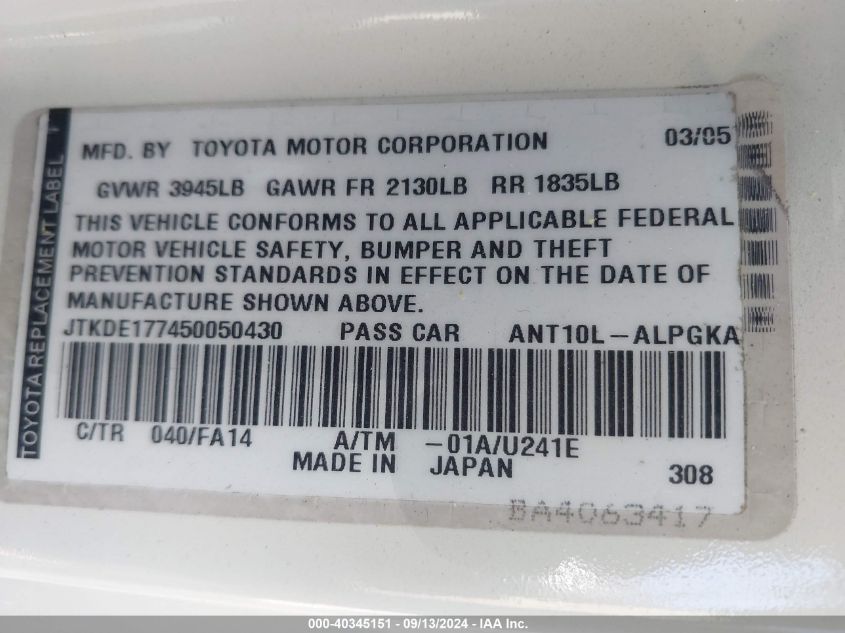 TOYOTA REPLACEMENT LABEL
MFD. BY TOYOTA MOTOR CORPORATION 03/05
GVWR 3945LB GAWR FR 2130LB RR 1835LB
THIS VEHICLE CONFORMS TO ALL APPLICABLE FEDERAL
MOTOR VEHICLE SAFETY, BUMPER AND THEFT
PREVENTION STANDARDS IN EFFECT ON THE DATE OF
MANUFACTURE SHOWN ABOVE.
JTKDE177450050430 PASS CAR ANT10L-ALPGKA
C/TR 040/FA14 A/TM -01A/U241E
MADE IN JAPAN 308
BA4063417
000-40345151 - 09/13/2024 - IAA Inc.